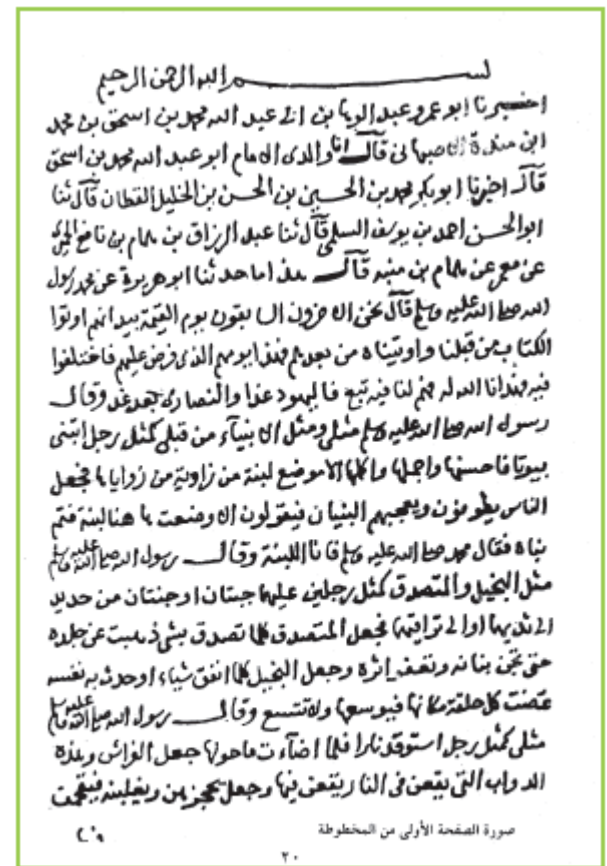 بسم الله الرحمن الرحيم
اخبرنا ابو عمرو عبد الوهاب بن ابي عبد الله محمد بن اسحق بن محمد
ابن مندة الاصبهاني قال انا والدي الامام ابو عبد الله محمد بن اسحق
قال اخبرنا ابو بكر محمد بن الحسين بن الحسن بن الخليل القطان قال ثنا
ابو الحسن احمد بن يوسف السلمي قال ثنا عبد الرزاق بن همام بن نافع الحميري
عن معمر عن همام بن منبه قال هذا ما حدثنا ابو هريرة عن محمد رسول
الله صلى الله عليه وسلم قال نحن الاخرون السابقون يوم القيمة بيد انهم اوتوا
الكتاب من قبلنا واوتيناه من بعدهم فهذا يومهم الذي فرض عليهم فاختلفوا
فيه فهدانا الله له فهم لنا فيه تبع فاليهود غدا والنصارى بعد غد وقال
رسول الله صلى الله عليه وسلم مثلي ومثل الانبياء من قبلي كمثل رجل ابتنى
بيوتا فاحسنها واجملها واكملها الا موضع لبنة من زاوية من زواياها فجعل
الناس يطوفون ويعجبهم البنيان فيقولون الا وضعت هاهنا لبنة فتم
بناه فقال محمد صلى الله عليه وسلم فانا اللبنة وقال رسول الله صلى الله عليه وسلم
مثل البخيل والمتصدق كمثل رجلين عليهما جبتان او جنتان من حديد
الى ثدييهما او الى تراقيهما فجعل المتصدق كلما تصدق بشيء ذهبت عن جلده
حتى تجن بنانه وتعفو اثره وجعل البخيل كلما انفق شيئا او حدث به نفسه
عضت كل حلقة مكانها فيوسعها ولا تتسع وقال رسول الله صلى الله عليه وسلم
مثلي كمثل رجل استوقد نارا فلما اضاءت ما حولها جعل الفراش وهذه
الدواب التي يقعن في النار يقعن فيها وجعل يحجزهن ويغلبنه فيتقحمن
صورة الصفحة الأولى من المخطوطة
٢٠